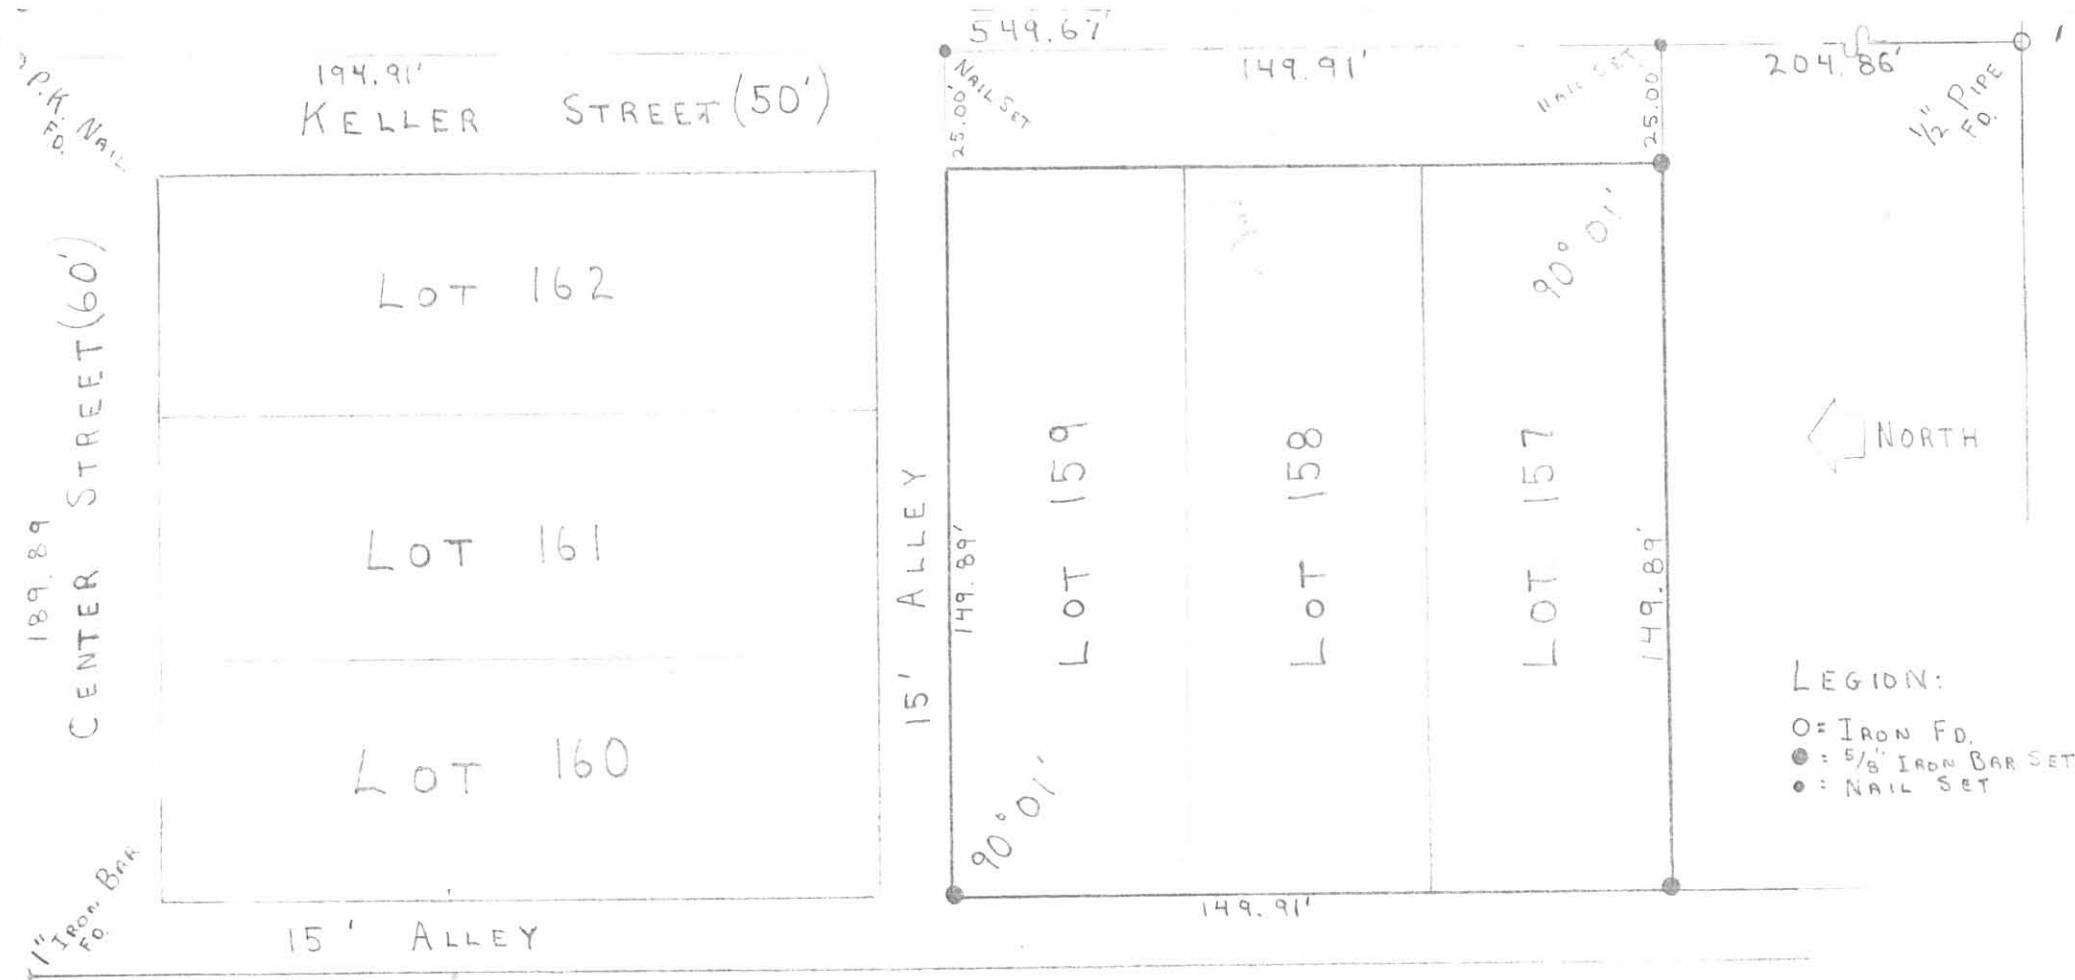 549.67'
194.91'
149.91'
204.86'
P.K. NAIL
FD.
KELLER STREET (50')
NAIL SET
25.00'
NAIL SET
25.00
1/2" PIPE
FD.
CENTER STREET (60')
189.89
LOT 162
LOT 161
LOT 160
15' ALLEY
149.89'
LOT 159
LOT 158
LOT 157
90° 01'
90° 01'
149.89'
NORTH
LEGION:
O = IRON FD.
● : 5/8" IRON BAR SET
• : NAIL SET
149.91'
1" IRON BAR
FD.
15' ALLEY